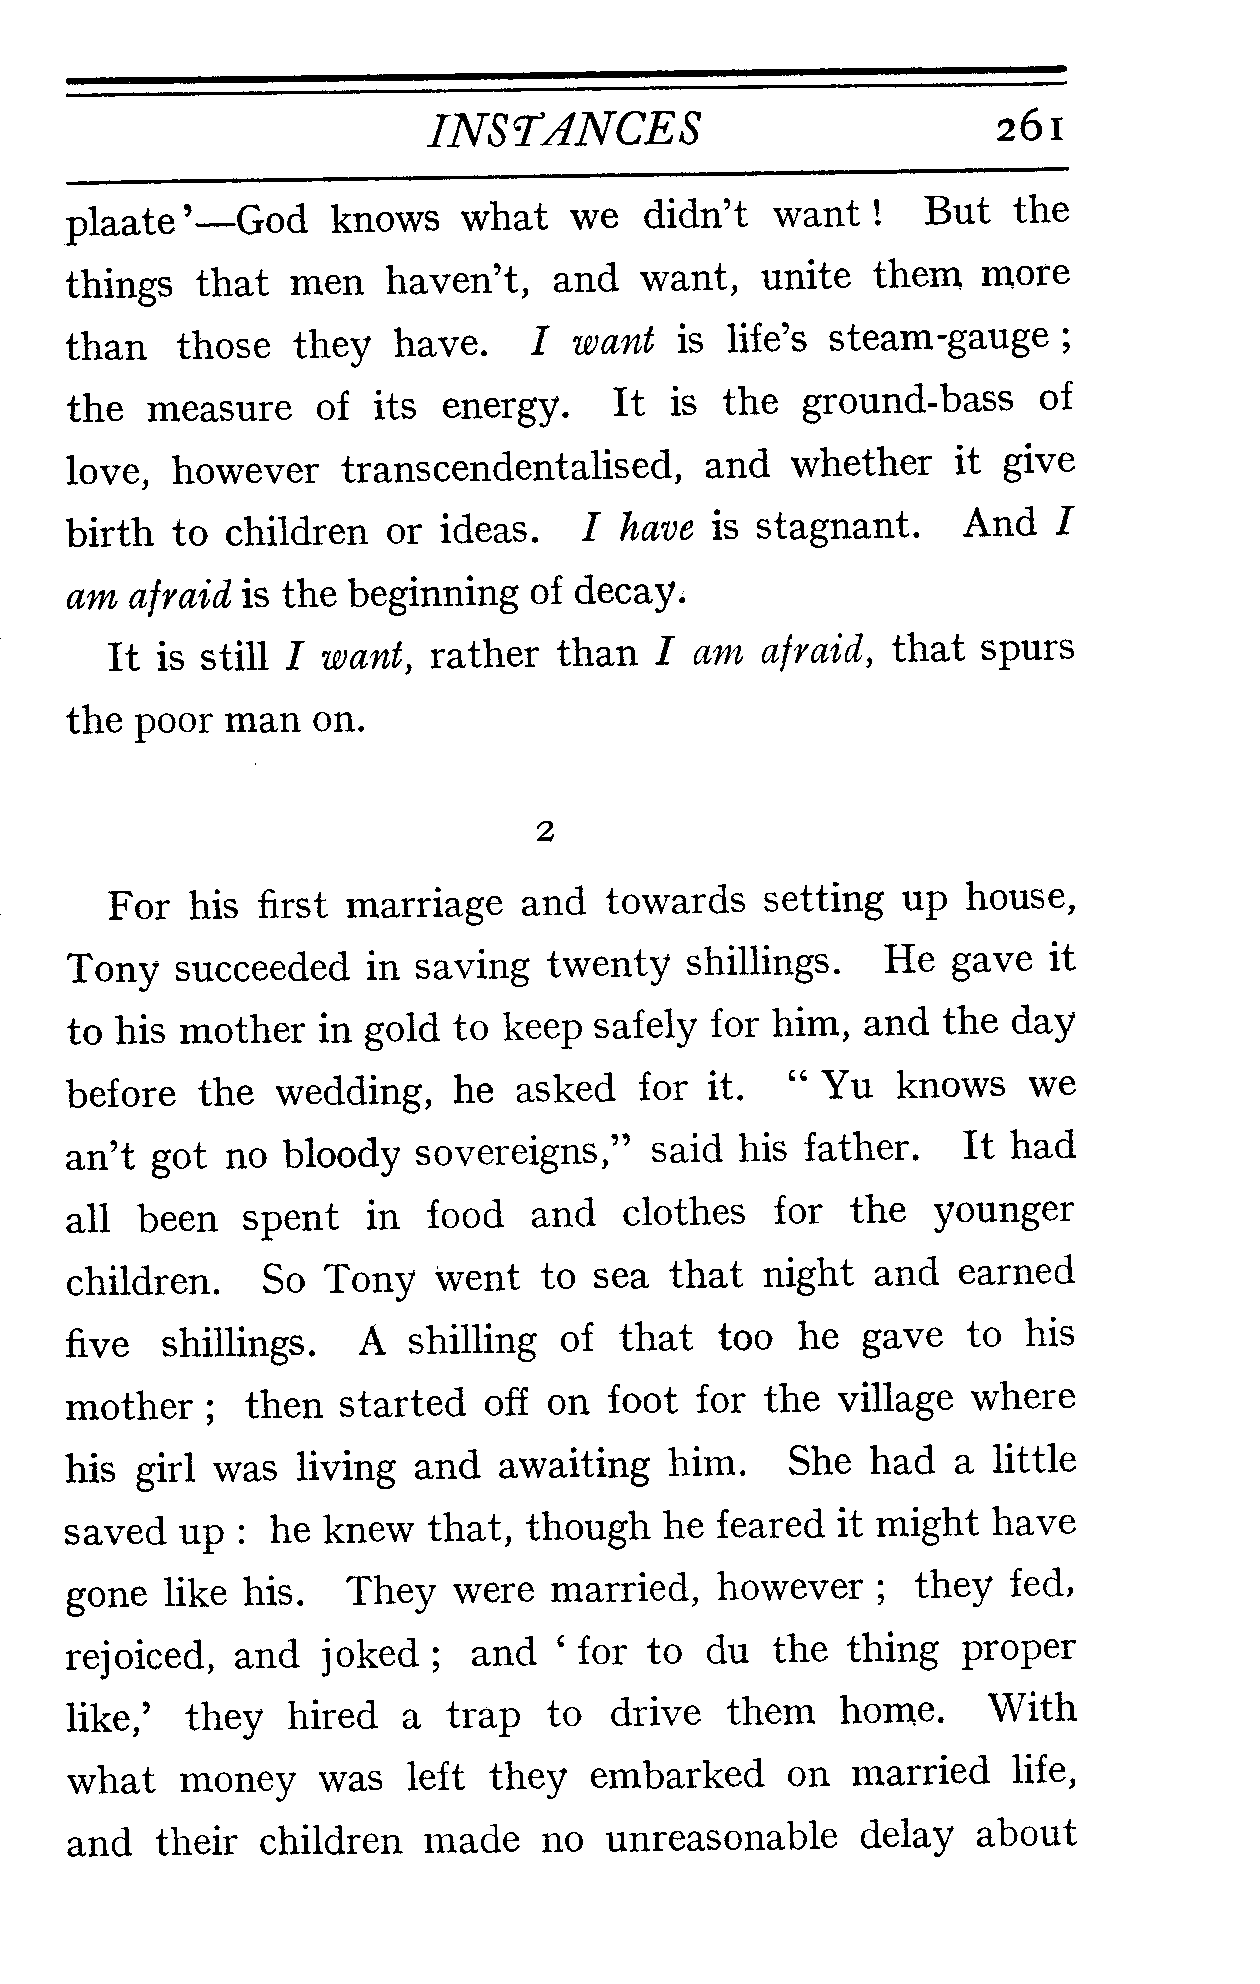 INSTANCES 261
plaate’—God knows what we didn’t want! But the
things that men haven’t, and want, unite them more
than those they have. I want is life’s steam-gauge;
the measure of its energy. It is the ground-bass of
love, however transcendentalised, and whether it give
birth to children or ideas. I have is stagnant. And I
am afraid is the beginning of decay.
It is still I want, rather than I am afraid, that spurs
the poor man on.
2
For his first marriage and towards setting up house,
Tony succeeded in saving twenty shillings. He gave it
to his mother in gold to keep safely for him, and the day
before the wedding, he asked for it. “Yu knows we
an’t got no bloody sovereigns,” said his father. It had
all been spent in food and clothes for the younger
children. So Tony went to sea that night and earned
five shillings. A shilling of that too he gave to his
mother; then started off on foot for the village where
his girl was living and awaiting him. She had a little
saved up: he knew that, though he feared it might have
gone like his. They were married, however; they fed,
rejoiced, and joked; and ‘for to du the thing proper
like,’ they hired a trap to drive them home. With
what money was left they embarked on married life,
and their children made no unreasonable delay about